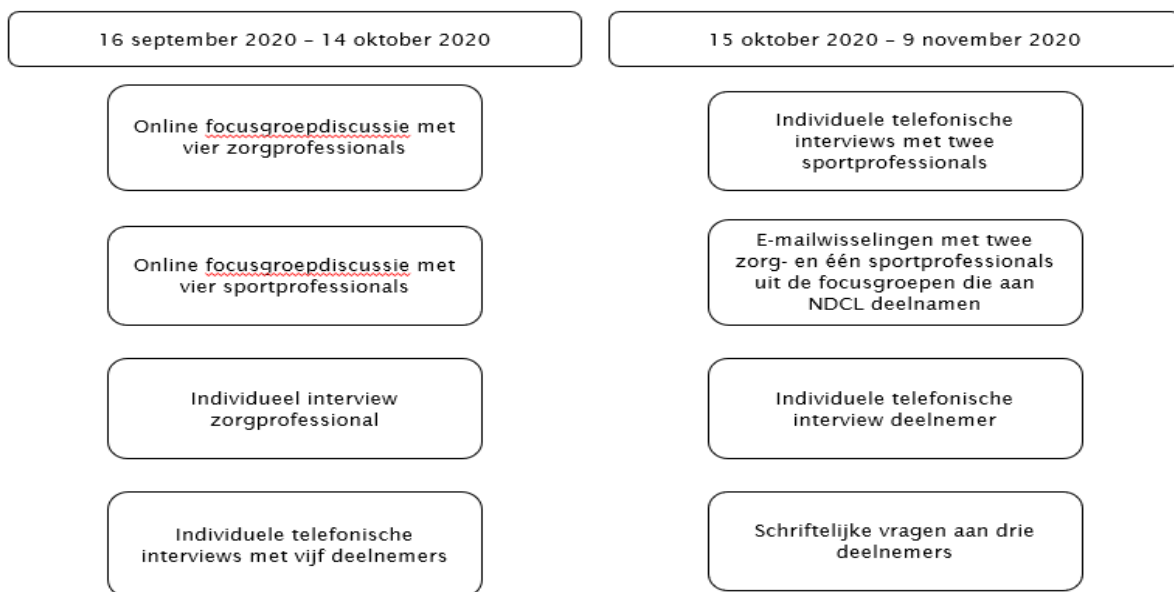 16 september 2020 – 14 oktober 2020
Online focusgroepdiscussie met
vier zorgprofessionals
Online focusgroepdiscussie met
vier sportprofessionals
Individueel interview
zorgprofessional
Individuele telefonische
interviews met vijf deelnemers
15 oktober 2020 – 9 november 2020
Individuele telefonische
interviews met twee
sportprofessionals
E-mailwisselingen met twee
zorg- en één sportprofessionals
uit de focusgroepen die aan
NDCL deelnamen
Individuele telefonische
interview deelnemer
Schriftelijke vragen aan drie
deelnemers